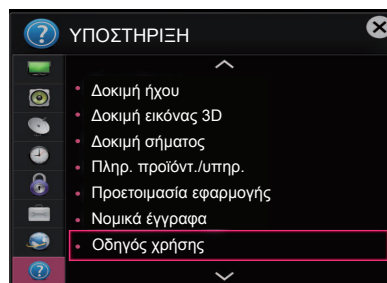 ΥΠΟΣΤΗΡΙΞΗ
Δοκιμή ήχου
Δοκιμή εικόνας 3D
Δοκιμή σήματος
Πληρ. προϊόντ./υπηρ.
Προετοιμασία εφαρμογής
Νομικά έγγραφα
Οδηγός χρήσης